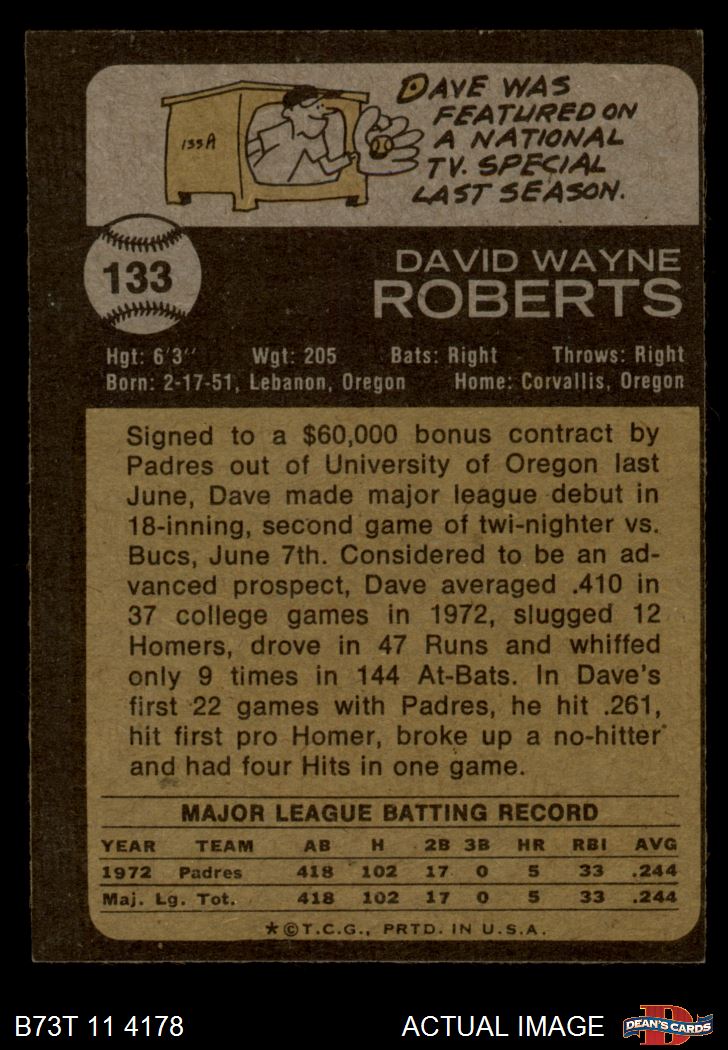 DAVE WAS
FEATURED ON
A NATIONAL
TV. SPECIAL
LAST SEASON.
133A
133
DAVID WAYNE
ROBERTS
Hgt: 6'3" Wgt: 205 Bats: Right Throws: Right
Born: 2-17-51, Lebanon, Oregon Home: Corvallis, Oregon
Signed to a $60,000 bonus contract by
Padres out of University of Oregon last
June, Dave made major league debut in
18-inning, second game of twi-nighter vs.
Bucs, June 7th. Considered to be an ad-
vanced prospect, Dave averaged .410 in
37 college games in 1972, slugged 12
Homers, drove in 47 Runs and whiffed
only 9 times in 144 At-Bats. In Dave's
first 22 games with Padres, he hit .261,
hit first pro Homer, broke up a no-hitter
and had four Hits in one game.
MAJOR LEAGUE BATTING RECORD
YEAR TEAM AB H 2B 3B HR RBI AVG
1972 Padres 418 102 17 0 5 33 .244
Maj. Lg. Tot. 418 102 17 0 5 33 .244
★©T.C.G., PRTD. IN U.S.A.
B73T 11 4178 ACTUAL IMAGE
D
DEAN'S CARDS